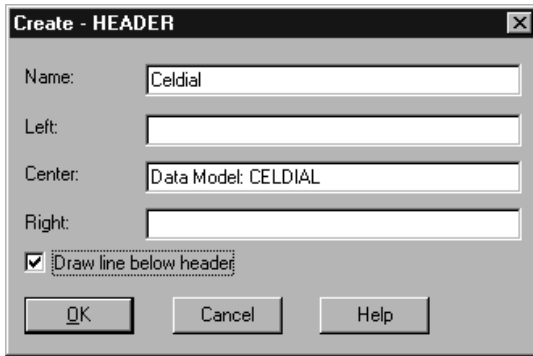 Create - HEADER
Name: Celdial
Left:
Center: Data Model: CELDIAL
Right:
Draw line below header
OK Cancel Help